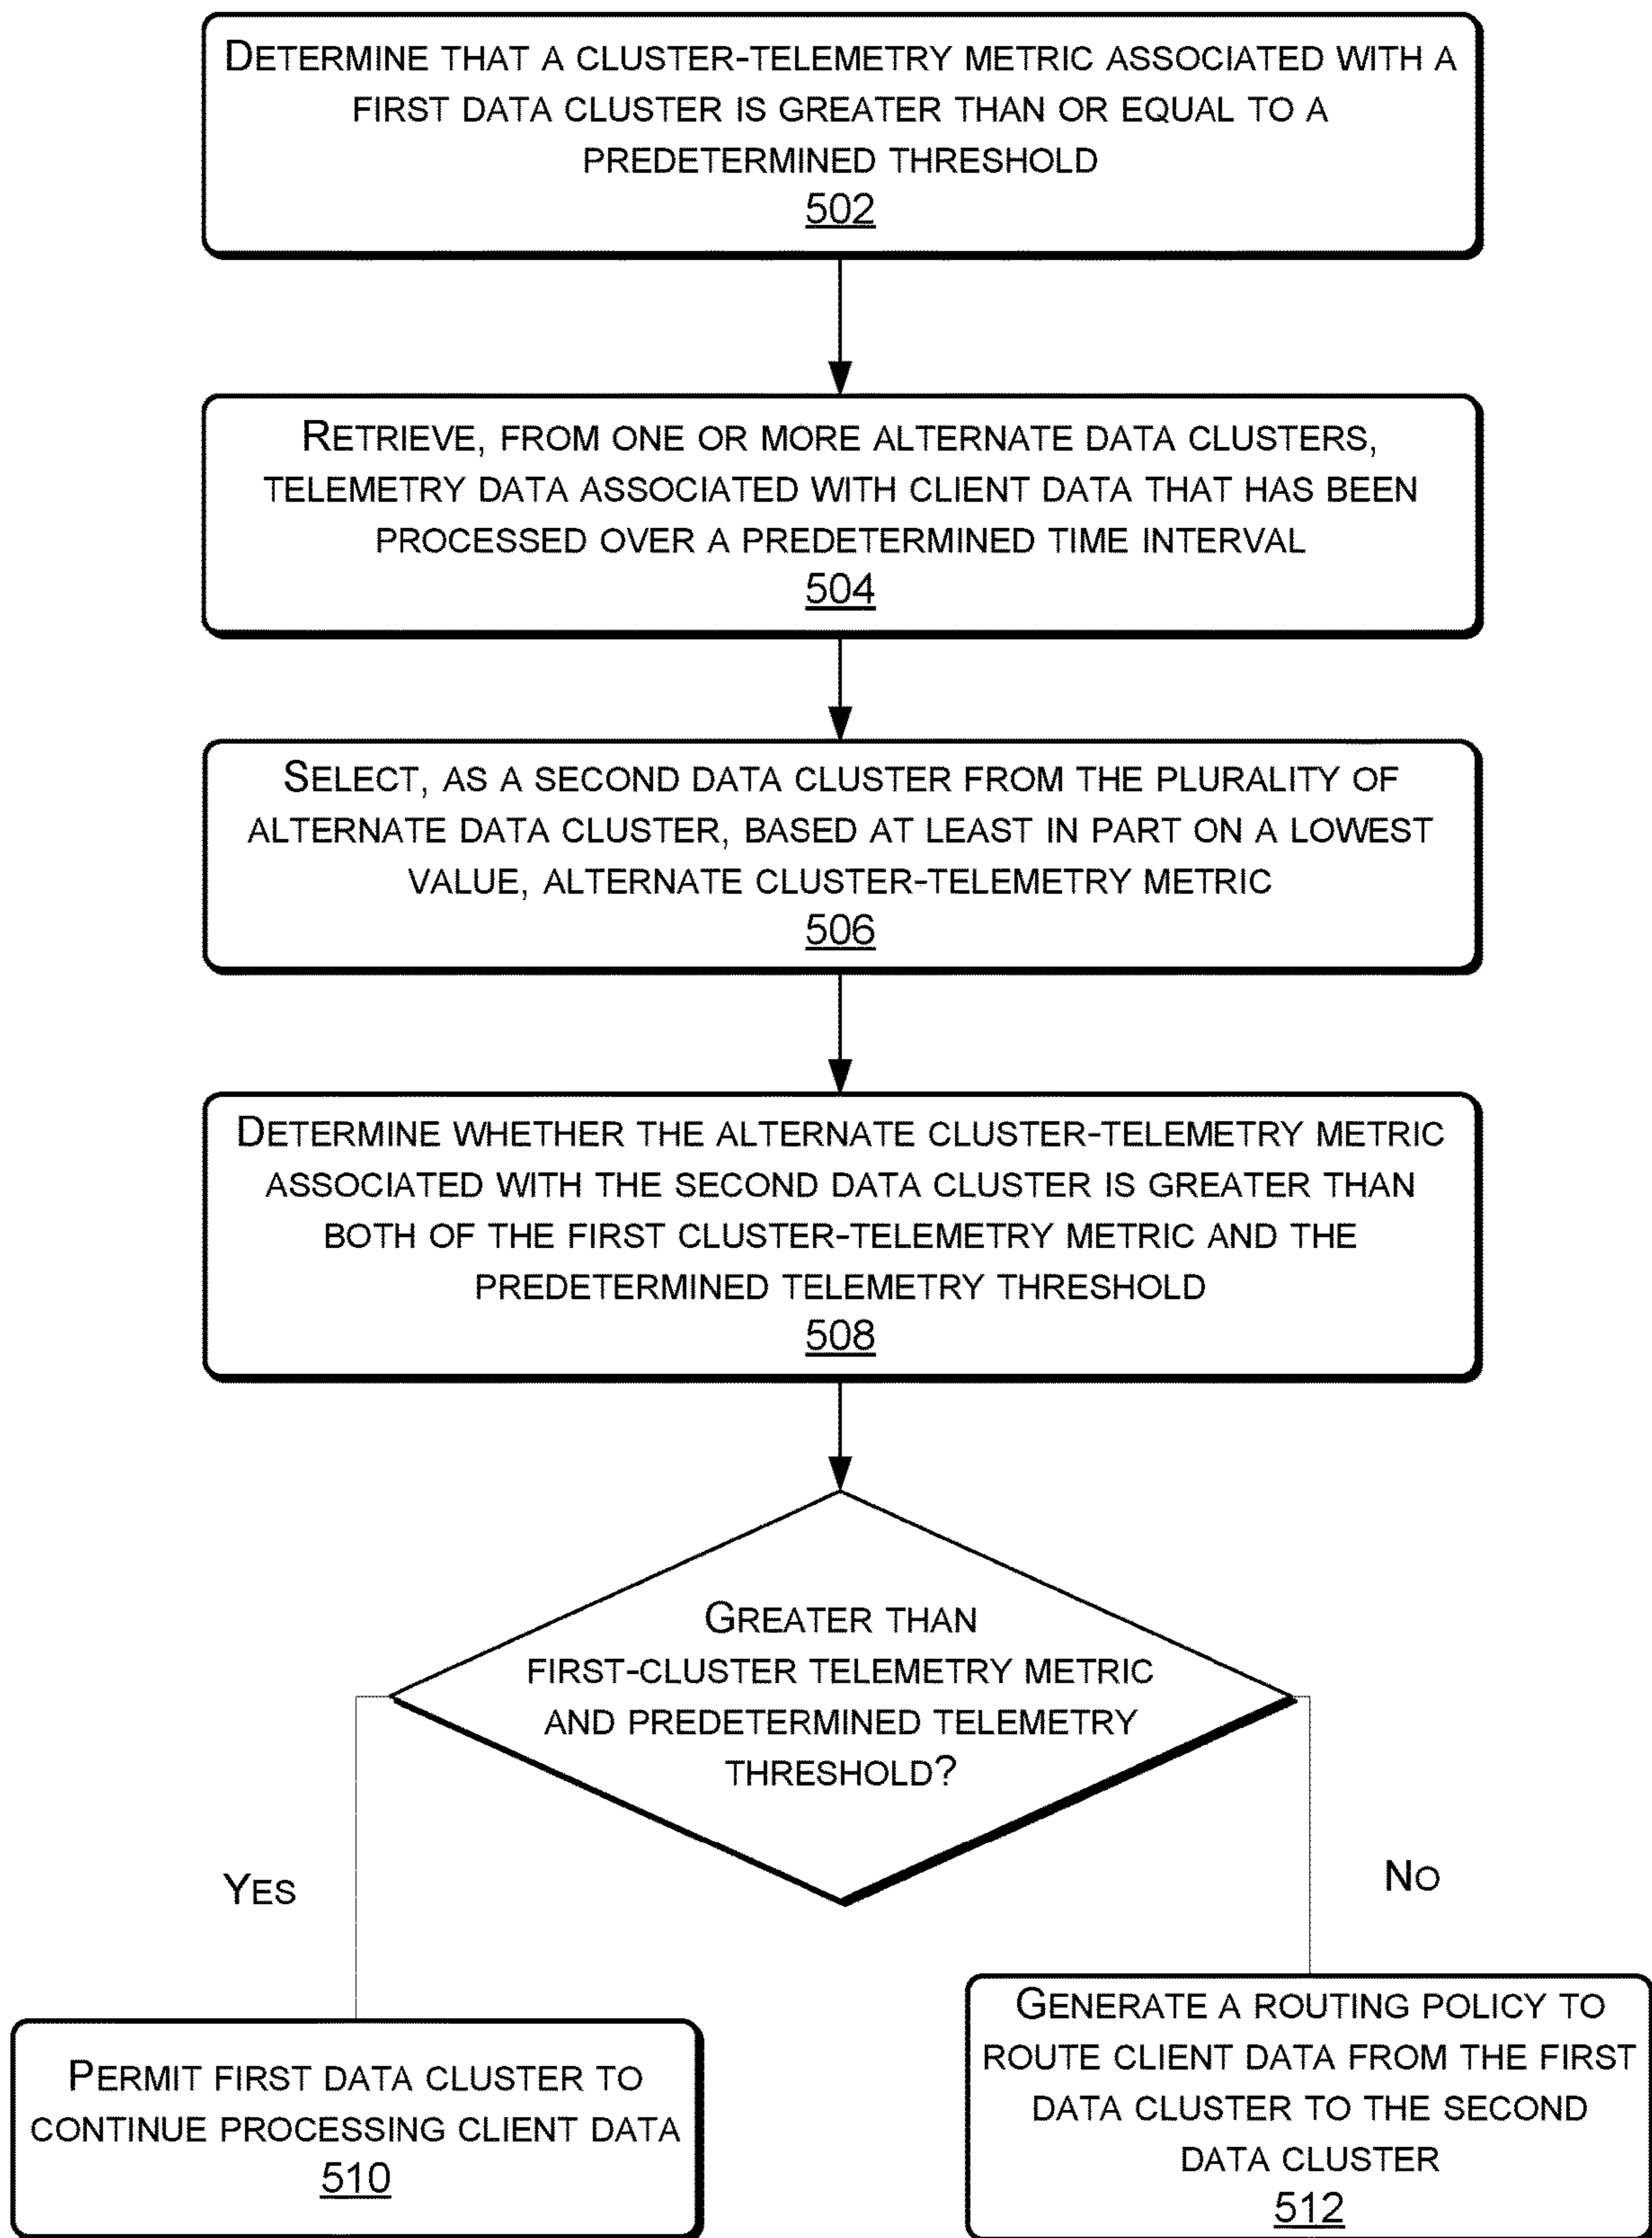 DETERMINE THAT A CLUSTER-TELEMETRY METRIC ASSOCIATED WITH A
FIRST DATA CLUSTER IS GREATER THAN OR EQUAL TO A
PREDETERMINED THRESHOLD
502
RETRIEVE, FROM ONE OR MORE ALTERNATE DATA CLUSTERS,
TELEMETRY DATA ASSOCIATED WITH CLIENT DATA THAT HAS BEEN
PROCESSED OVER A PREDETERMINED TIME INTERVAL
504
SELECT, AS A SECOND DATA CLUSTER FROM THE PLURALITY OF
ALTERNATE DATA CLUSTER, BASED AT LEAST IN PART ON A LOWEST
VALUE, ALTERNATE CLUSTER-TELEMETRY METRIC
506
DETERMINE WHETHER THE ALTERNATE CLUSTER-TELEMETRY METRIC
ASSOCIATED WITH THE SECOND DATA CLUSTER IS GREATER THAN
BOTH OF THE FIRST CLUSTER-TELEMETRY METRIC AND THE
PREDETERMINED TELEMETRY THRESHOLD
508
GREATER THAN
FIRST-CLUSTER TELEMETRY METRIC
AND PREDETERMINED TELEMETRY
THRESHOLD?
YES
NO
PERMIT FIRST DATA CLUSTER TO
CONTINUE PROCESSING CLIENT DATA
510
GENERATE A ROUTING POLICY TO
ROUTE CLIENT DATA FROM THE FIRST
DATA CLUSTER TO THE SECOND
DATA CLUSTER
512